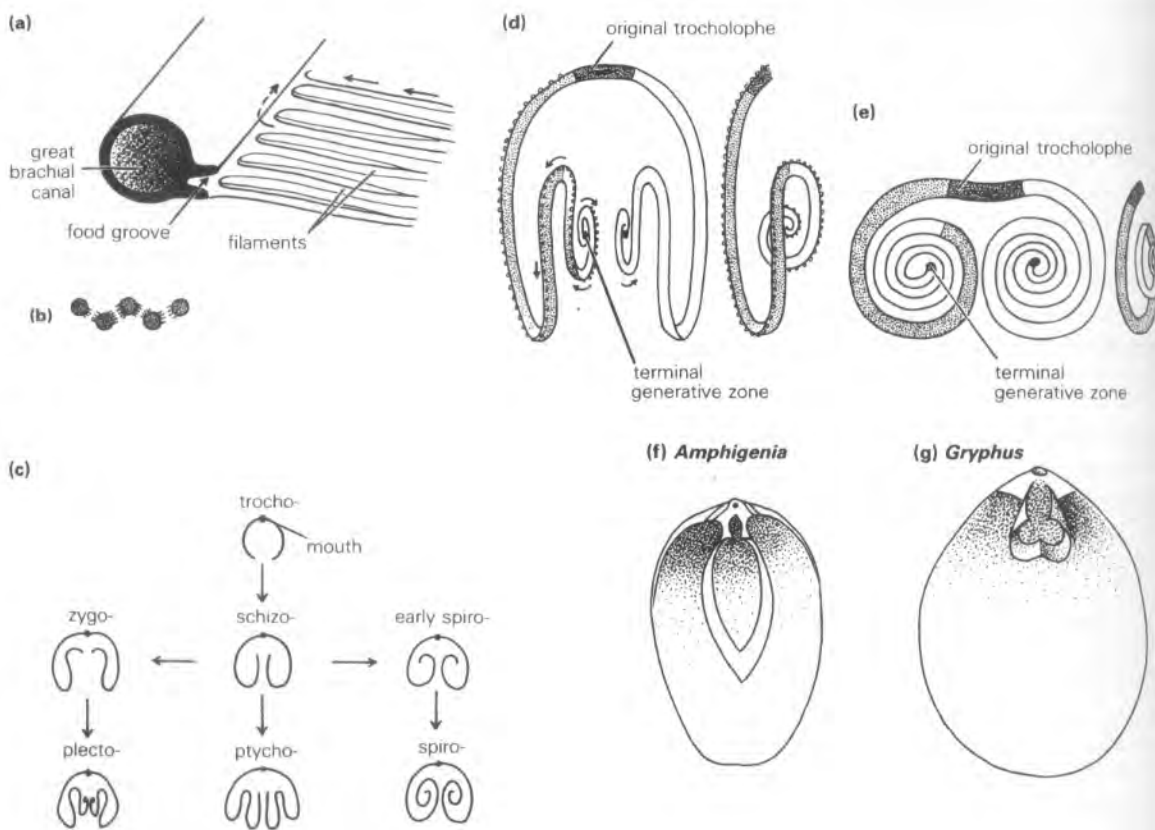 (a)
great
brachial
canal
food groove
filaments
(b)
(c)
trocho-
mouth
zygo-
schizo-
early spiro-
plecto-
ptycho-
spiro-
(d)
original trocholophe
terminal
generative zone
(e)
original trocholophe
terminal
generative zone
(f) Amphigenia
(g) Gryphus